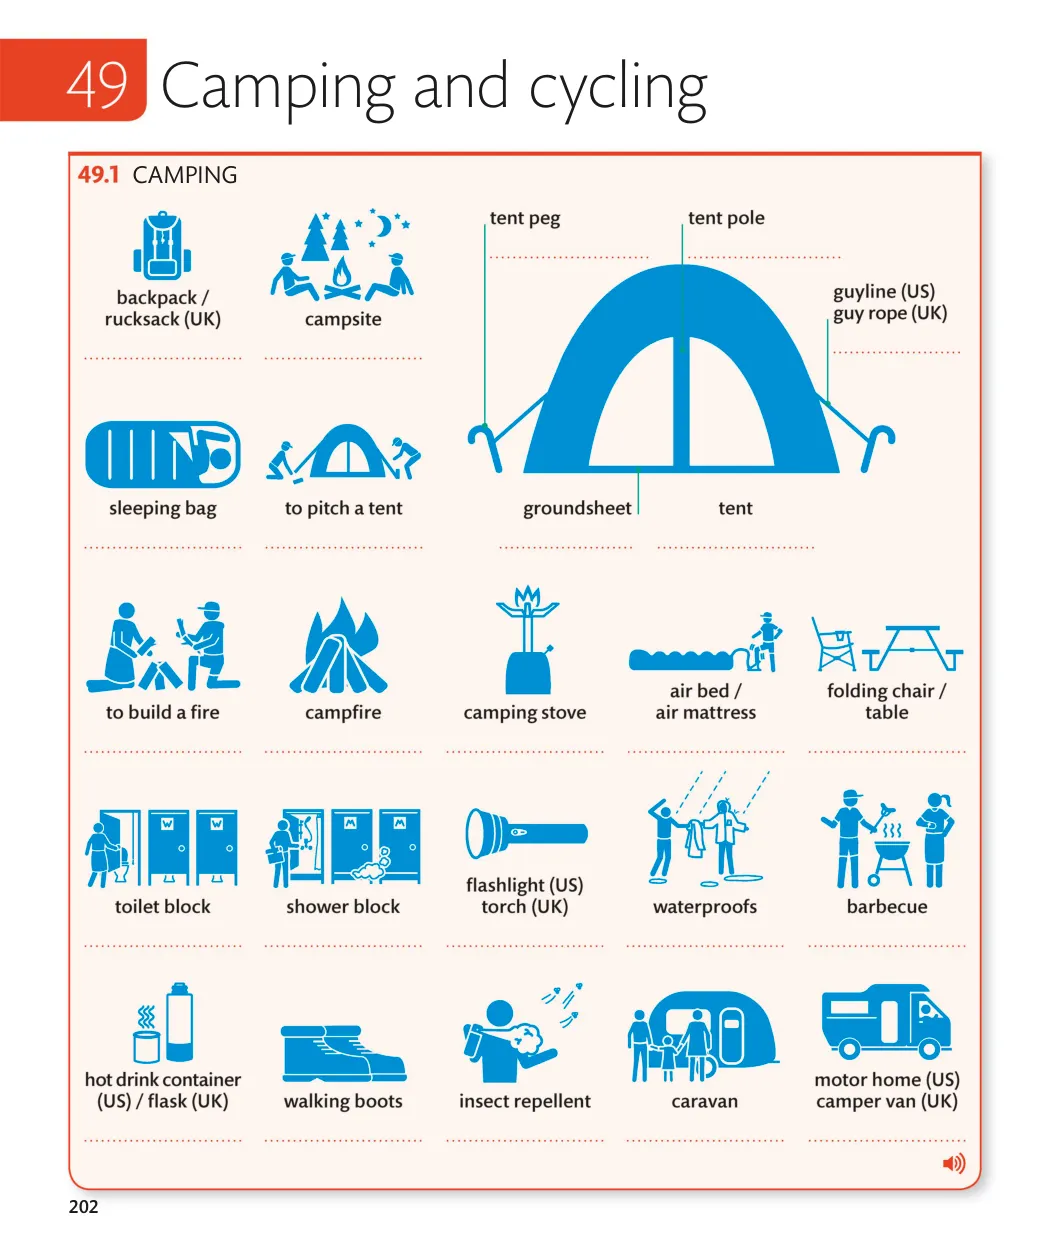 49 Camping and cycling
49.1 CAMPING
backpack /
rucksack (UK)
campsite
tent peg
tent pole
guyline (US)
guy rope (UK)
sleeping bag
to pitch a tent
groundsheet
tent
to build a fire
campfire
camping stove
air bed /
air mattress
folding chair /
table
W W
M M
toilet block
shower block
flashlight (US)
torch (UK)
waterproofs
barbecue
hot drink container
(US) / flask (UK)
walking boots
insect repellent
caravan
motor home (US)
camper van (UK)
202